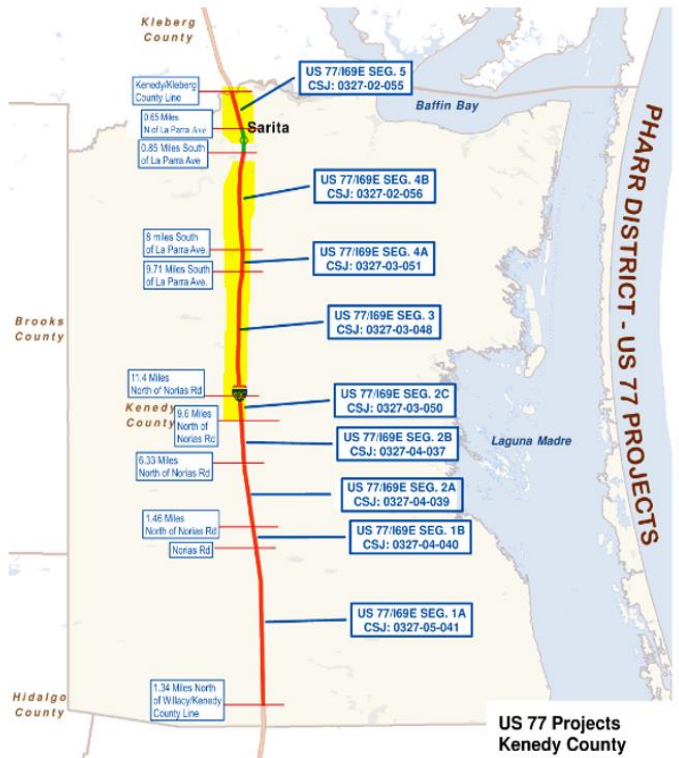 Kleberg
County
US 77/I69E SEG. 5
CSJ: 0327-02-055
Kenedy/Kleberg
County Line
Baffin Bay
0.65 Miles
N of La Parra Ave
Sarita
0.85 Miles South
of La Parra Ave
US 77/I69E SEG. 4B
CSJ: 0327-02-056
8 miles South
of La Parra Ave.
9.71 Miles South
of La Parra Ave.
US 77/I69E SEG. 4A
CSJ: 0327-03-051
Brooks
County
US 77/I69E SEG. 3
CSJ: 0327-03-048
11.4 Miles
North of Norias Rd
Kenedy
County
9.6 Miles
North of
Norias Rd
US 77/I69E SEG. 2C
CSJ: 0327-03-050
US 77/I69E SEG. 2B
CSJ: 0327-04-037
Laguna Madre
6.33 Miles
North of Norias Rd
US 77/I69E SEG. 2A
CSJ: 0327-04-039
1.46 Miles
North of Norias Rd
Norias Rd
US 77/I69E SEG. 1B
CSJ: 0327-04-040
US 77/I69E SEG. 1A
CSJ: 0327-05-041
1.34 Miles North
of Willacy/Kenedy
County Line
Hidalgo
County
PHARR DISTRICT - US 77 PROJECTS
US 77 Projects
Kenedy County